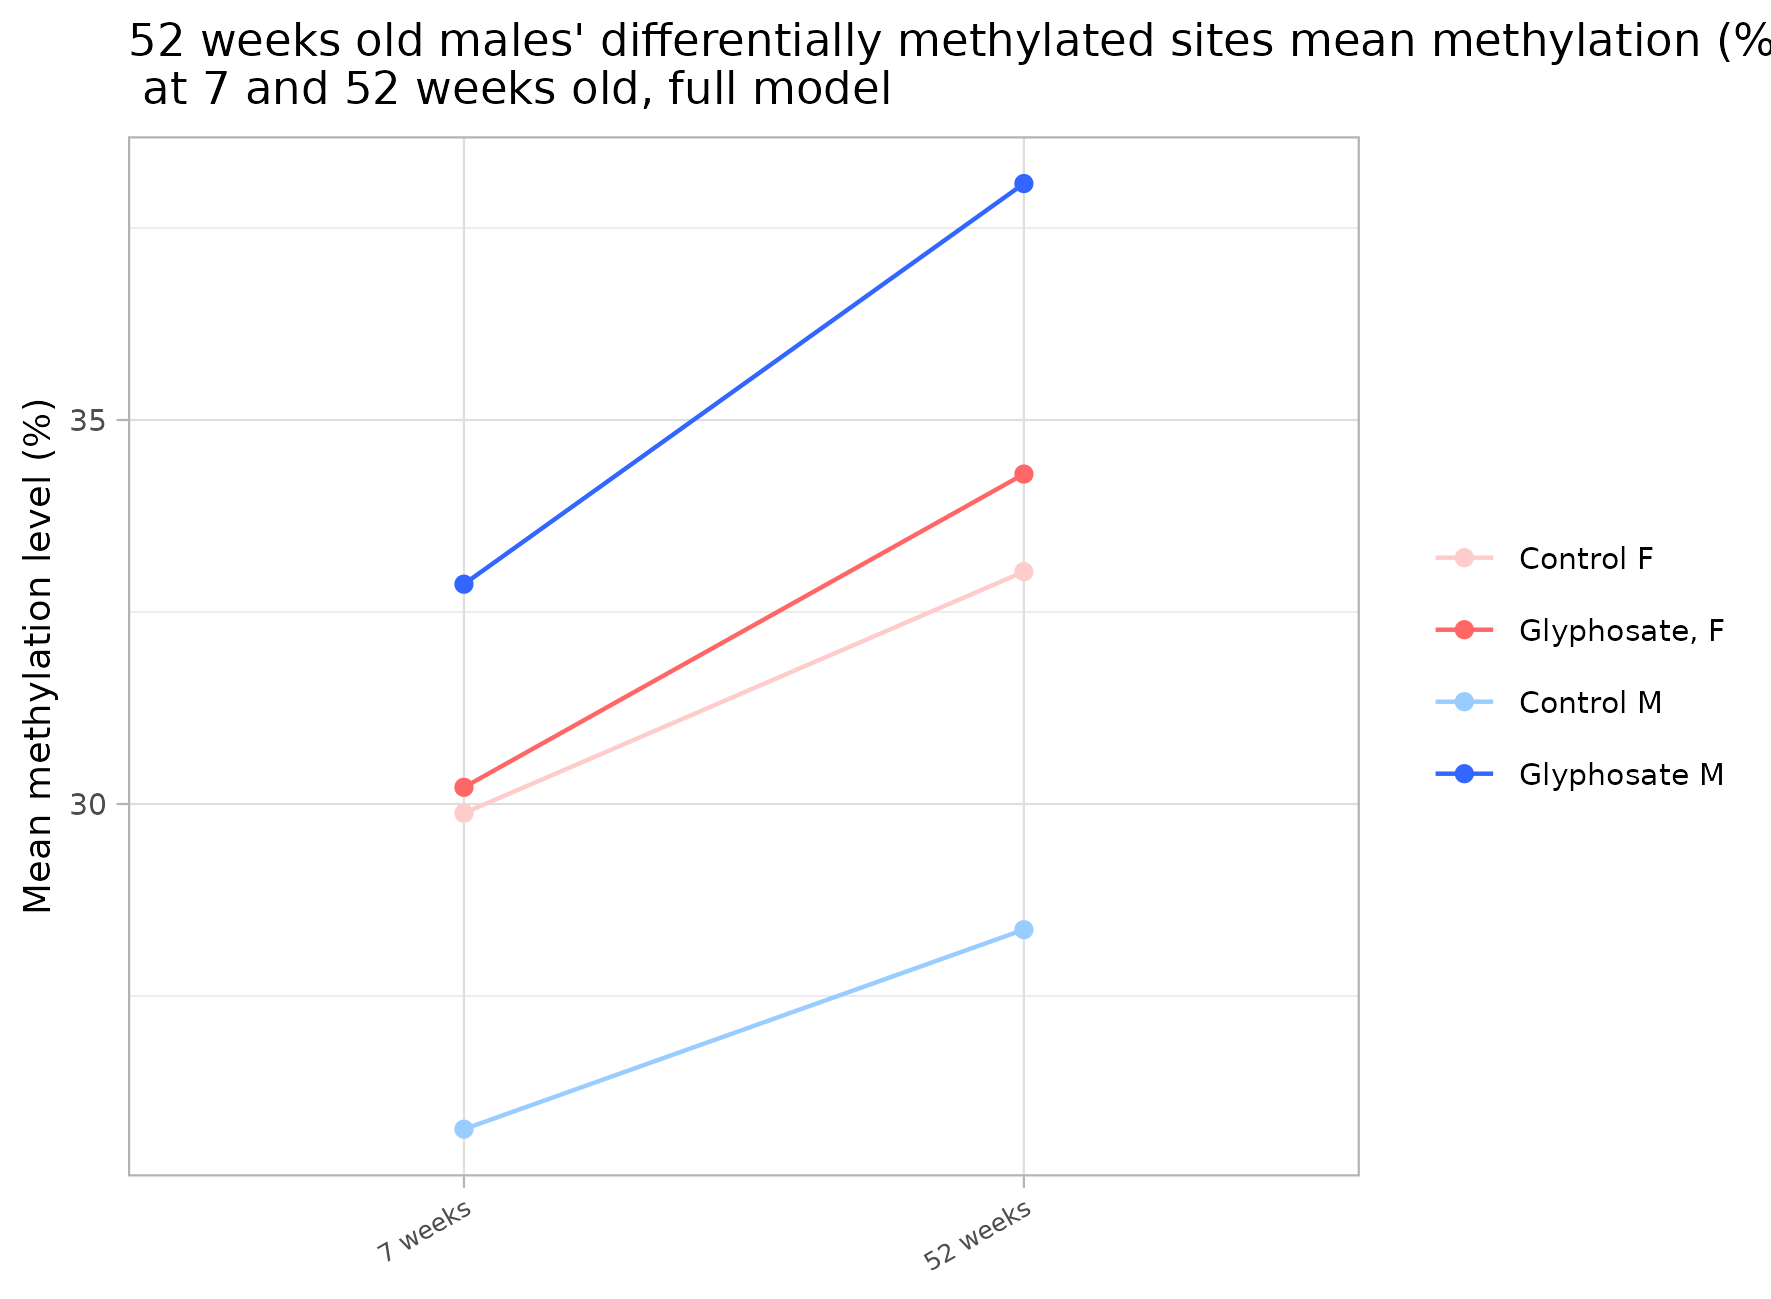 52 weeks old males' differentially methylated sites mean methylation (%
at 7 and 52 weeks old, full model
Mean methylation level (%)
35
30
7 weeks
52 weeks
Control F
Glyphosate, F
Control M
Glyphosate M